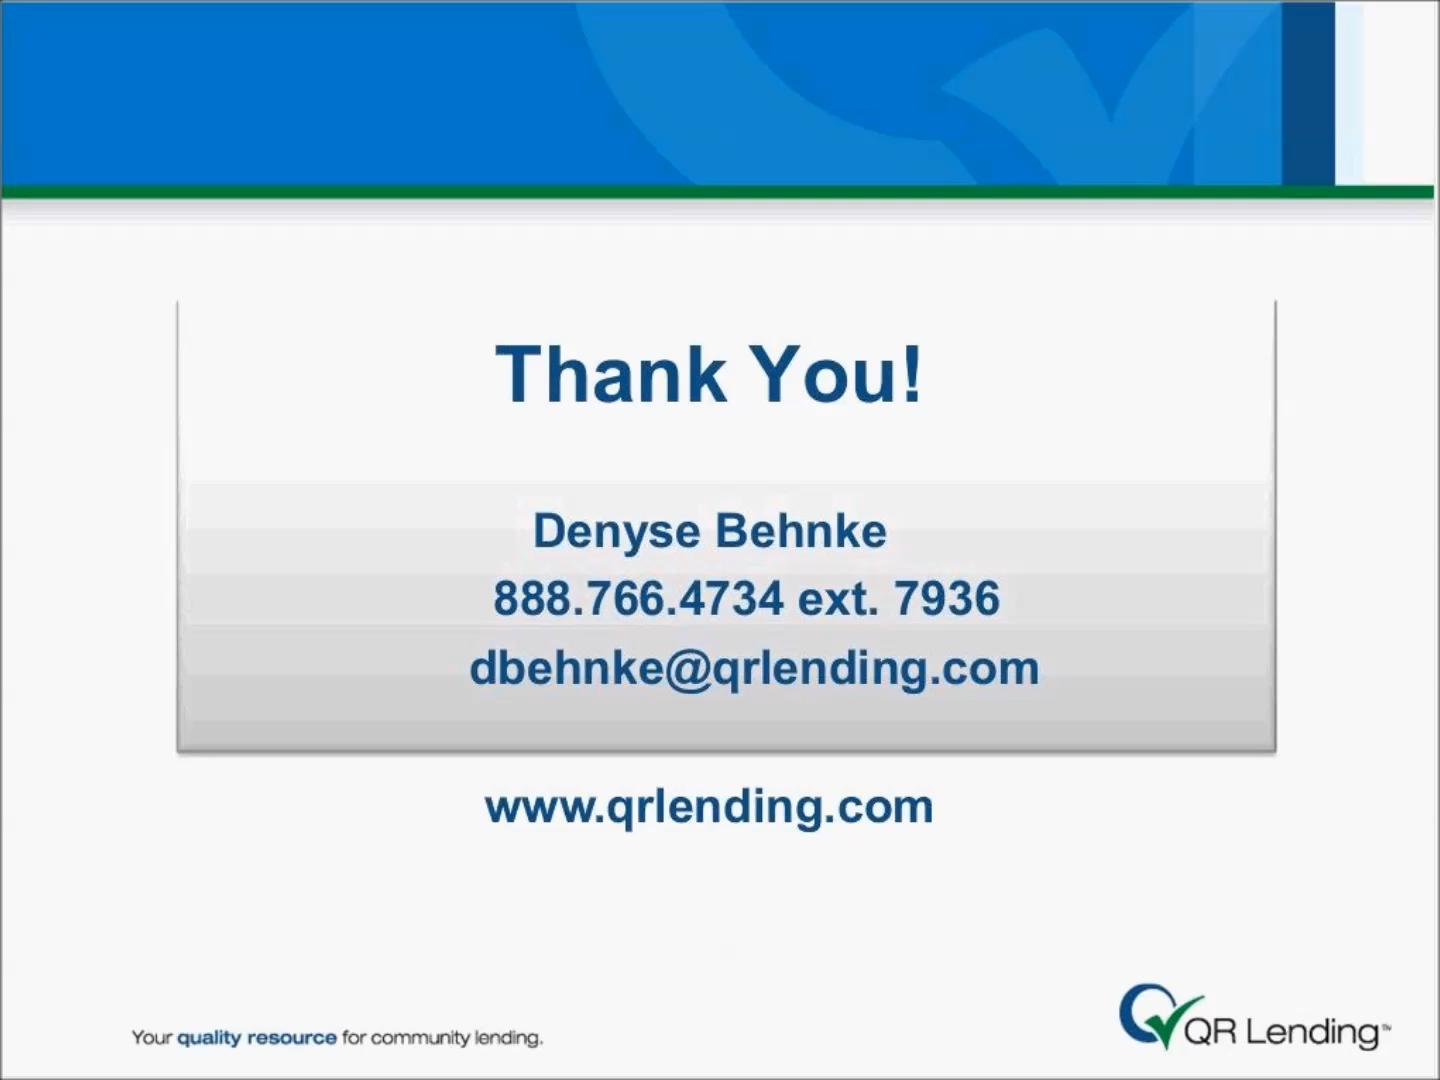 Thank You!
Denyse Behnke
888.766.4734 ext. 7936
dbehnke@qrlending.com
www.qrlending.com
Your quality resource for community lending.
QR Lending™